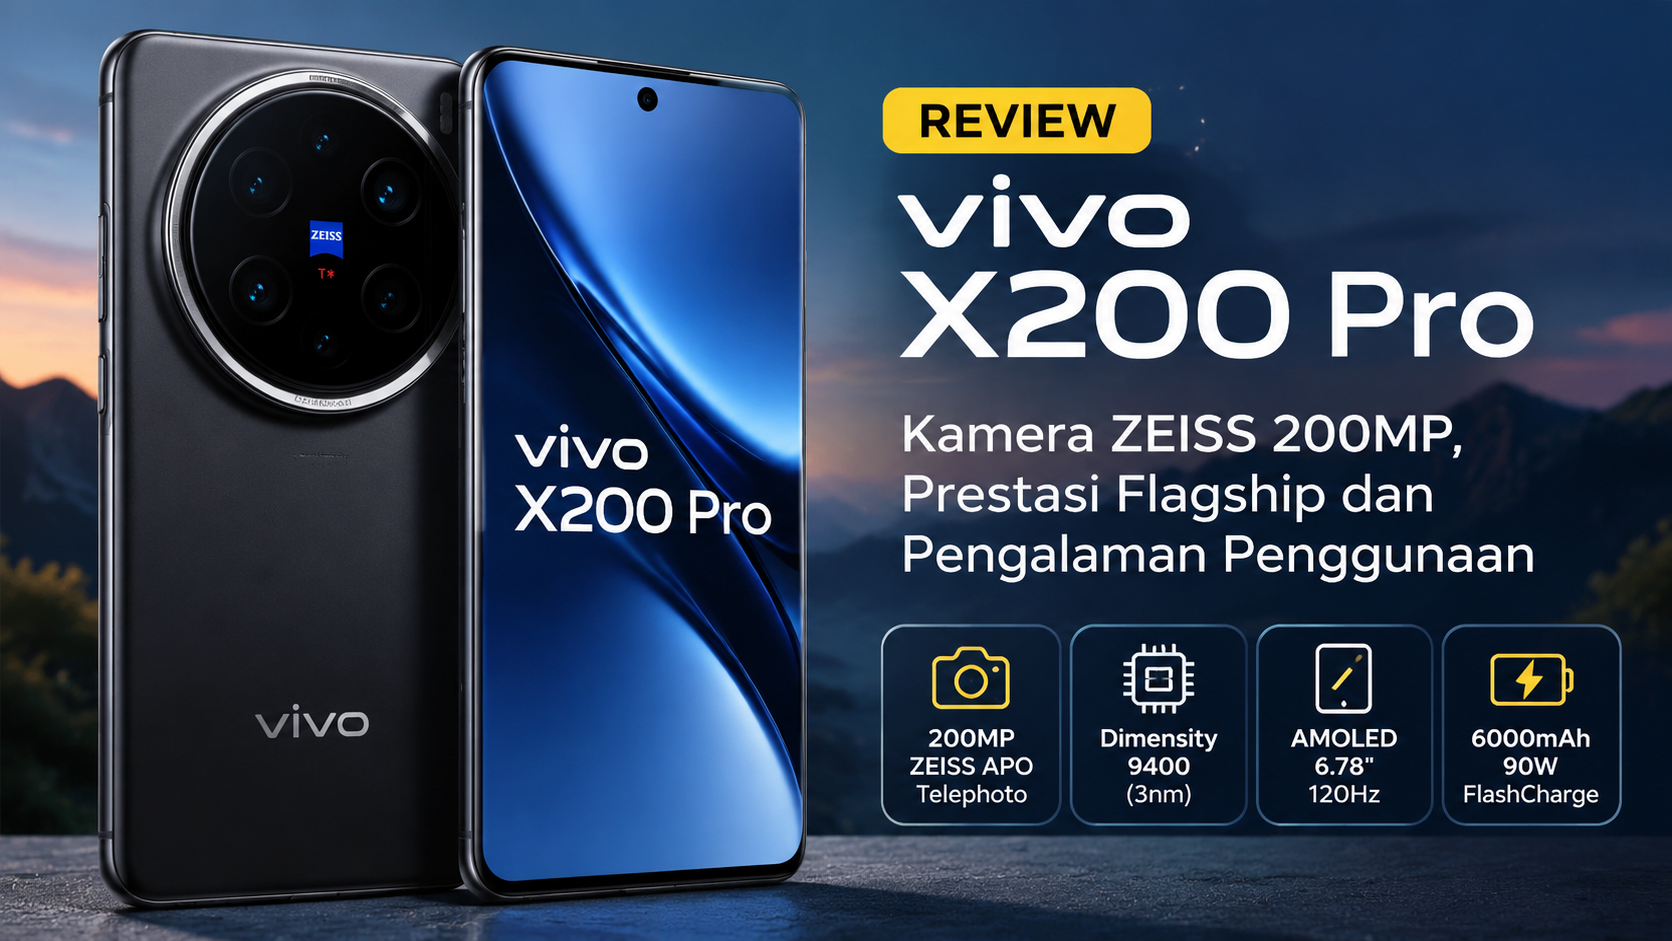 ZEISS
T*
vivo
vivo
X200 Pro
REVIEW
vivo
X200 Pro
Kamera ZEISS 200MP,
Prestasi Flagship dan
Pengalaman Penggunaan
200MP
ZEISS APO
Telephoto
Dimensity
9400
(3nm)
AMOLED
6.78"
120Hz
6000mAh
90W
FlashCharge